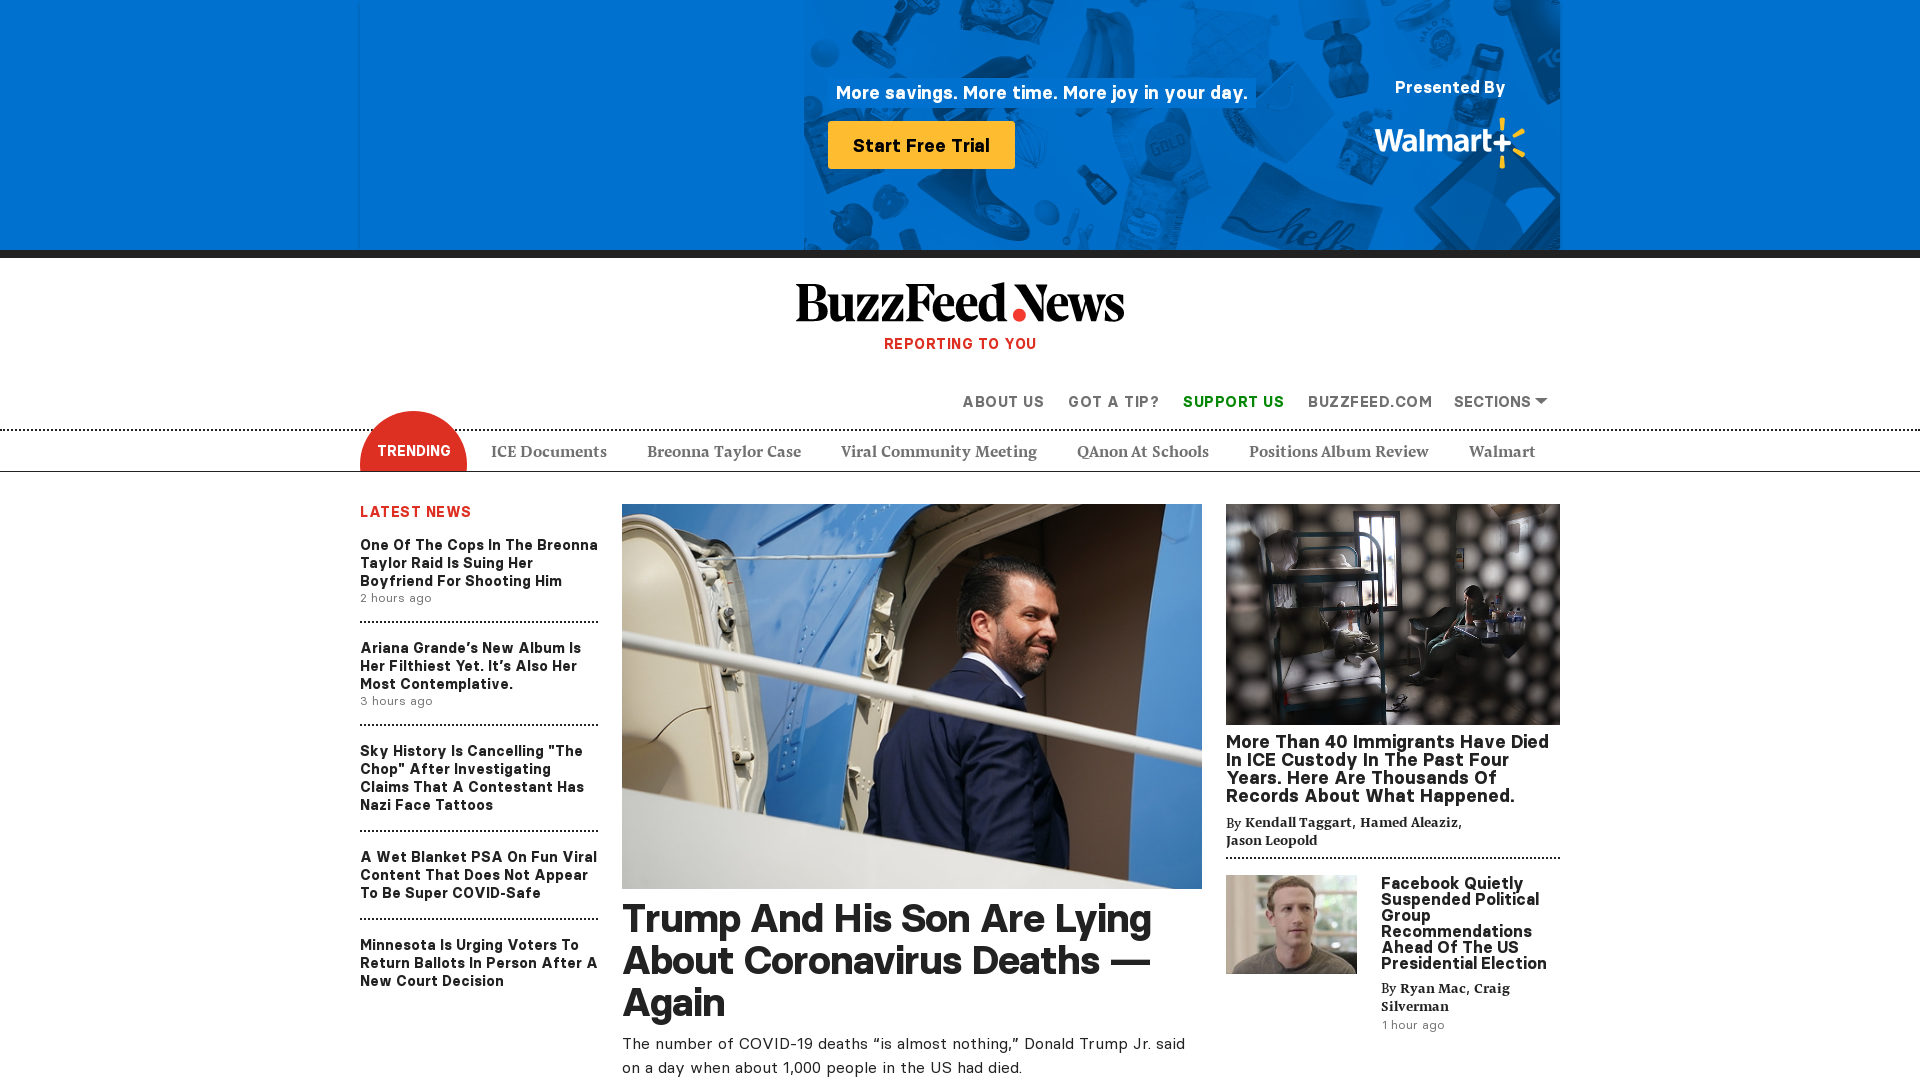 More savings. More time. More joy in your day.
Start Free Trial
Presented By
Walmart+
BuzzFeed News
REPORTING TO YOU
ABOUT US
GOT A TIP?
SUPPORT US
BUZZFEED.COM
SECTIONS
TRENDING
ICE Documents
Breonna Taylor Case
Viral Community Meeting
QAnon At Schools
Positions Album Review
Walmart
LATEST NEWS
One Of The Cops In The Breonna
Taylor Raid Is Suing Her
Boyfriend For Shooting Him
2 hours ago
Ariana Grande’s New Album Is
Her Filthiest Yet. It’s Also Her
Most Contemplative.
3 hours ago
Sky History Is Cancelling "The
Chop" After Investigating
Claims That A Contestant Has
Nazi Face Tattoos
A Wet Blanket PSA On Fun Viral
Content That Does Not Appear
To Be Super COVID-Safe
Minnesota Is Urging Voters To
Return Ballots In Person After A
New Court Decision
Trump And His Son Are Lying
About Coronavirus Deaths —
Again
The number of COVID-19 deaths “is almost nothing,” Donald Trump Jr. said
on a day when about 1,000 people in the US had died.
More Than 40 Immigrants Have Died
In ICE Custody In The Past Four
Years. Here Are Thousands Of
Records About What Happened.
By Kendall Taggart, Hamed Aleaziz,
Jason Leopold
Facebook Quietly
Suspended Political
Group
Recommendations
Ahead Of The US
Presidential Election
By Ryan Mac, Craig
Silverman
1 hour ago
hello
GOLD
HALO
280